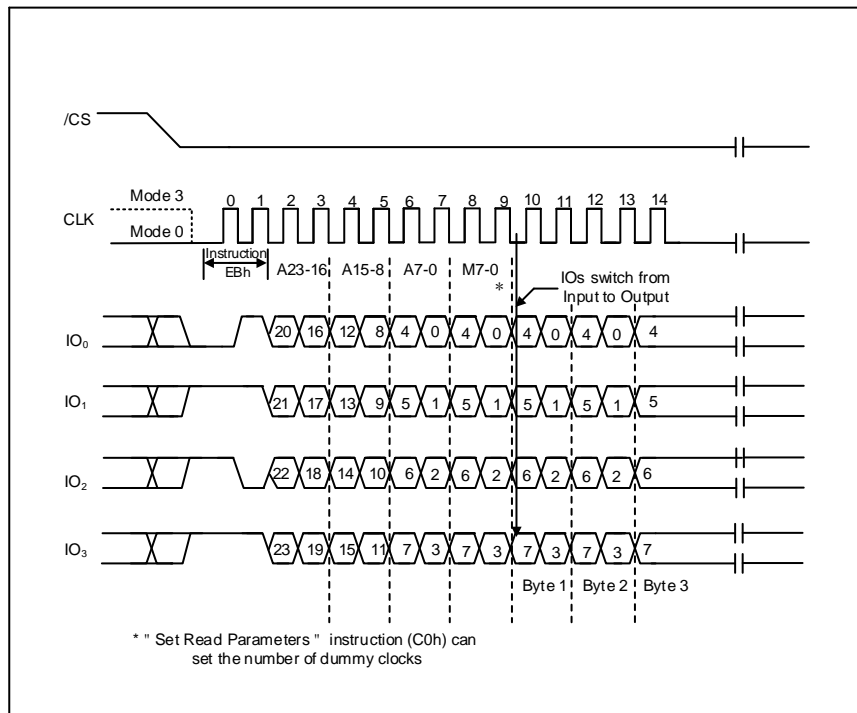 /CS
Mode 3
CLK
Mode 0
0 1 2 3 4 5 6 7 8 9 10 11 12 13 14
Instruction
EBh
A23-16 A15-8 A7-0 M7-0
*
IOs switch from
Input to Output
IO0 20 16 12 8 4 0 4 0 4 0 4 0 4
IO1 21 17 13 9 5 1 5 1 5 1 5 1 5
IO2 22 18 14 10 6 2 6 2 6 2 6 2 6
IO3 23 19 15 11 7 3 7 3 7 3 7 3 7
Byte 1 Byte 2 Byte 3
* " Set Read Parameters " instruction (C0h) can
set the number of dummy clocks